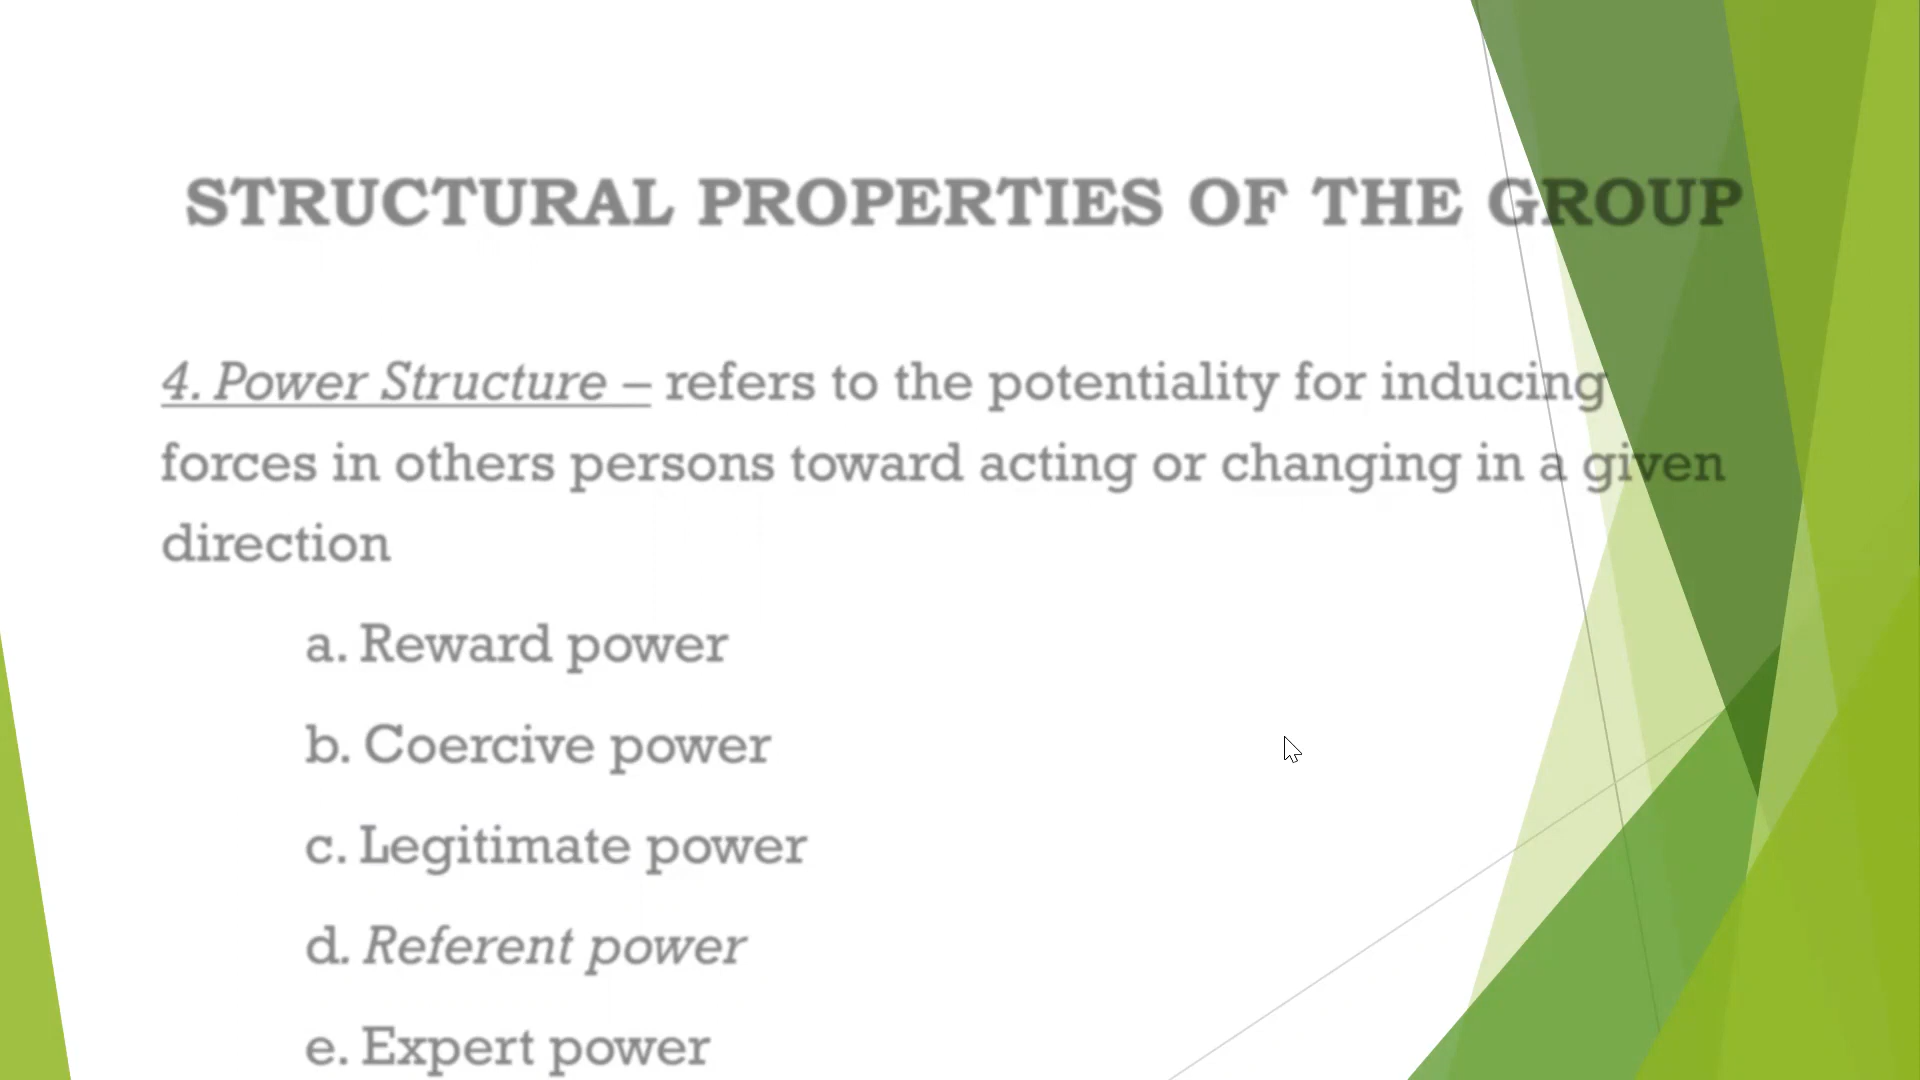 STRUCTURAL PROPERTIES OF THE GROUP
4. Power Structure – refers to the potentiality for inducing
forces in others persons toward acting or changing in a given
direction
a. Reward power
b. Coercive power
c. Legitimate power
d. Referent power
e. Expert power